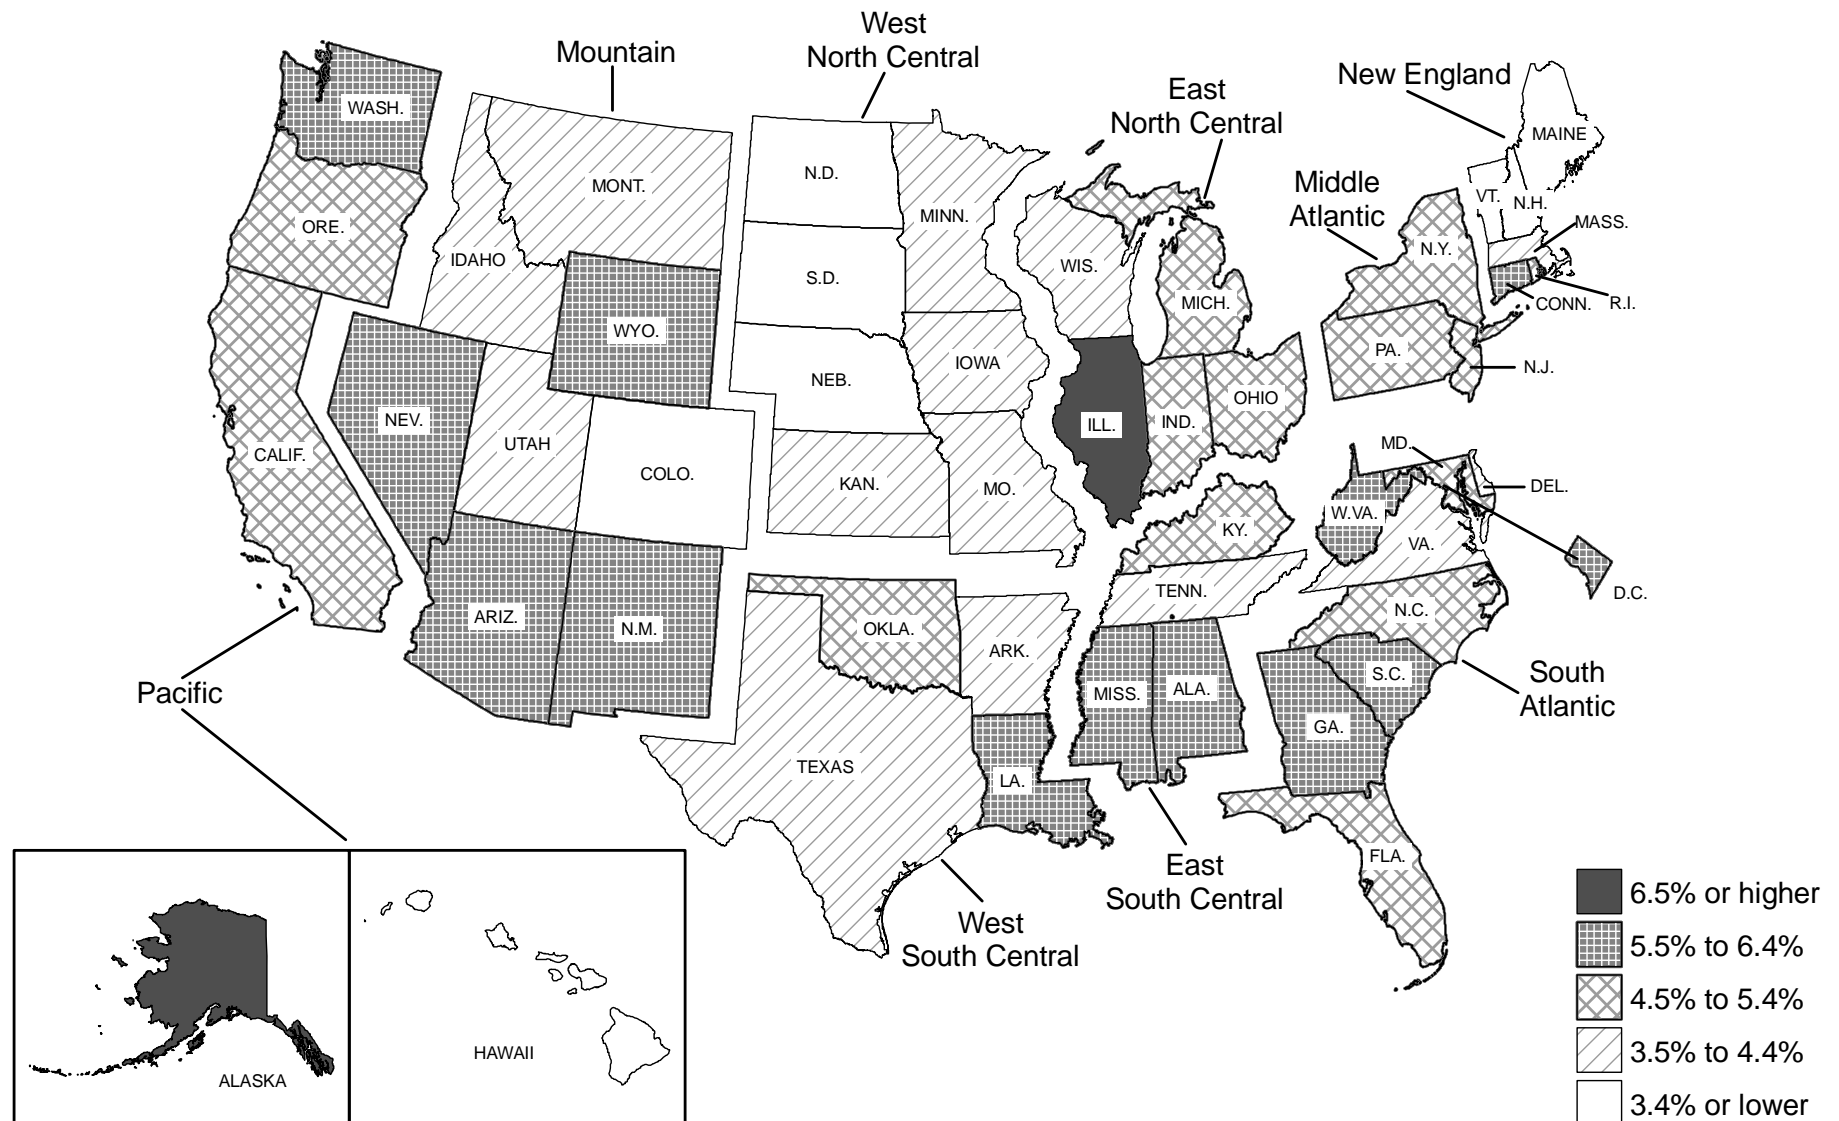 West
North Central
Mountain
New England
East
North Central
WASH.
MAINE
N.D.
MONT.
Middle
Atlantic
VT.
N.H.
MINN.
MASS.
ORE.
N.Y.
IDAHO
WIS.
S.D.
MICH.
CONN.
R.I.
WYO.
PA.
IOWA
N.J.
NEB.
OHIO
NEV.
IND.
ILL.
UTAH
MD.
CALIF.
COLO.
KAN.
MO.
DEL.
W.VA.
KY.
VA.
TENN.
D.C.
N.C.
ARIZ.
N.M.
OKLA.
ARK.
S.C.
South
Atlantic
MISS.
ALA.
Pacific
GA.
TEXAS
LA.
FLA.
East
South Central
West
South Central
6.5% or higher
5.5% to 6.4%
4.5% to 5.4%
3.5% to 4.4%
3.4% or lower
HAWAII
ALASKA